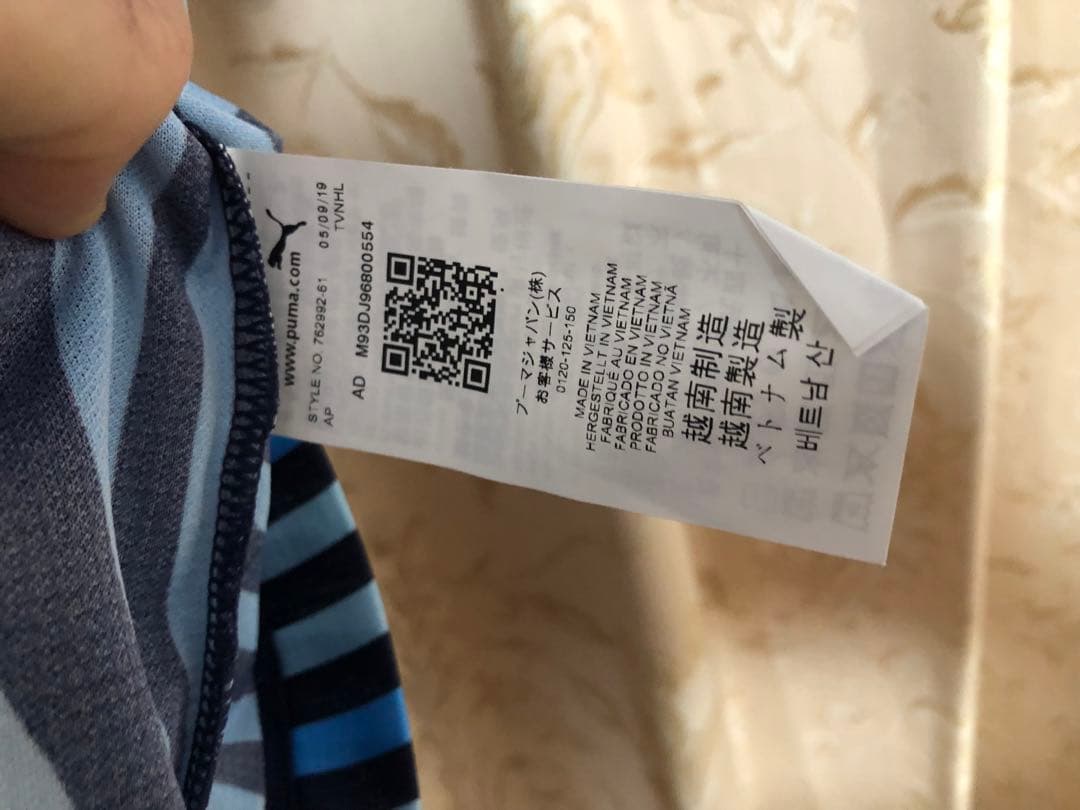 www.puma.com
STYLE NO. 762992-61 05/09/19
AP TVNHL
AD M93DJ96800554
プーマジャパン(株)
お客様サービス
0120-125-150
MADE IN VIETNAM
HERGESTELLT IN VIETNAM
FABRIQUÉ AU VIETNAM
FABRICADO EN VIETNAM
PRODOTTO IN VIETNAM
FABRICADO NO VIETNÃ
BUATAN VIETNAM
越南制造
越南製造
ベトナム製
베트남 산